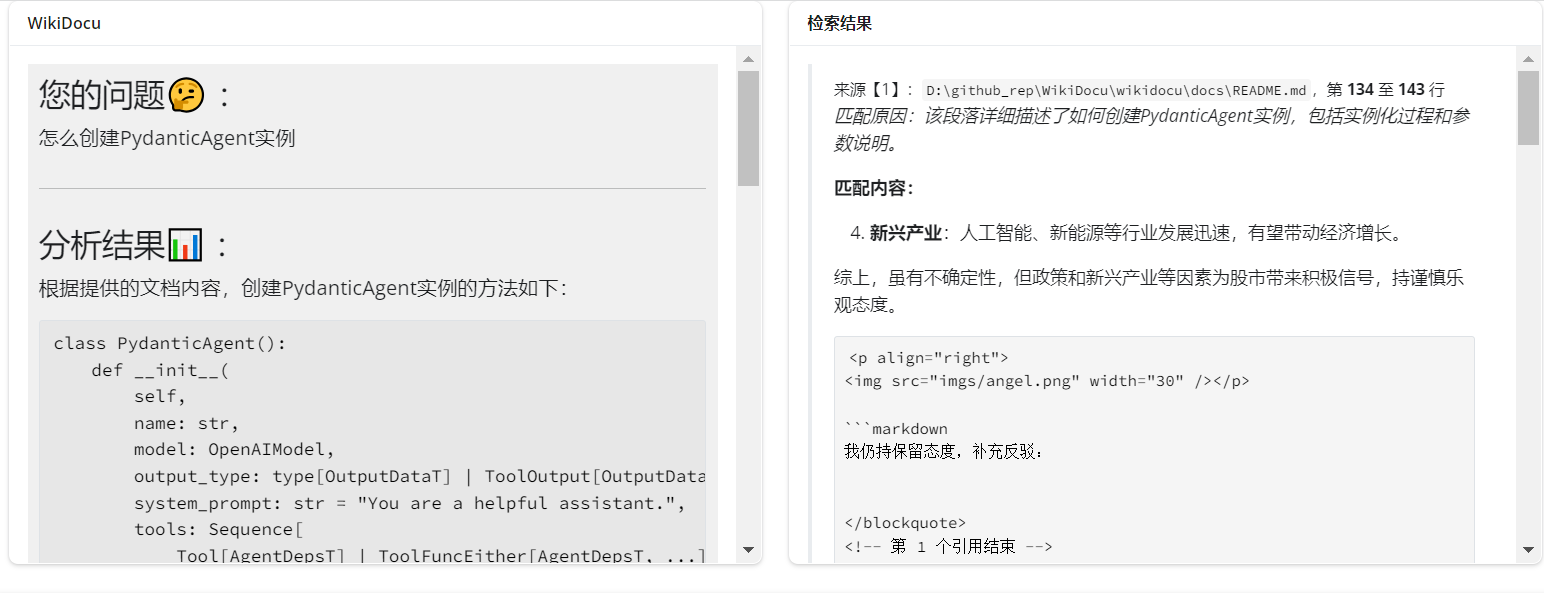 WikiDocu
您的问题🤔 :
怎么创建PydanticAgent实例
分析结果📊 :
根据提供的文档内容，创建PydanticAgent实例的方法如下：
class PydanticAgent():
    def __init__(
        self,
        name: str,
        model: OpenAIModel,
        output_type: type[OutputDataT] | ToolOutput[OutputData
        system_prompt: str = "You are a helpful assistant.",
        tools: Sequence[
            Tool[AgentDepsT] | ToolFuncEither[AgentDepsT, ...]
检索结果
来源【1】： D:\github_rep\WikiDocu\wikidocu\docs\README.md ，第 134 至 143 行
匹配原因：该段落详细描述了如何创建PydanticAgent实例，包括实例化过程和参
数说明。
匹配内容：
4. 新兴产业：人工智能、新能源等行业发展迅速，有望带动经济增长。
综上，虽有不确定性，但政策和新兴产业等因素为股市带来积极信号，持谨慎乐
观态度。
<p align="right">
<img src="imgs/angel.png" width="30" /></p>
```markdown
我仍持保留态度，补充反驳：
</blockquote>
<!-- 第 1 个引用结束 -->